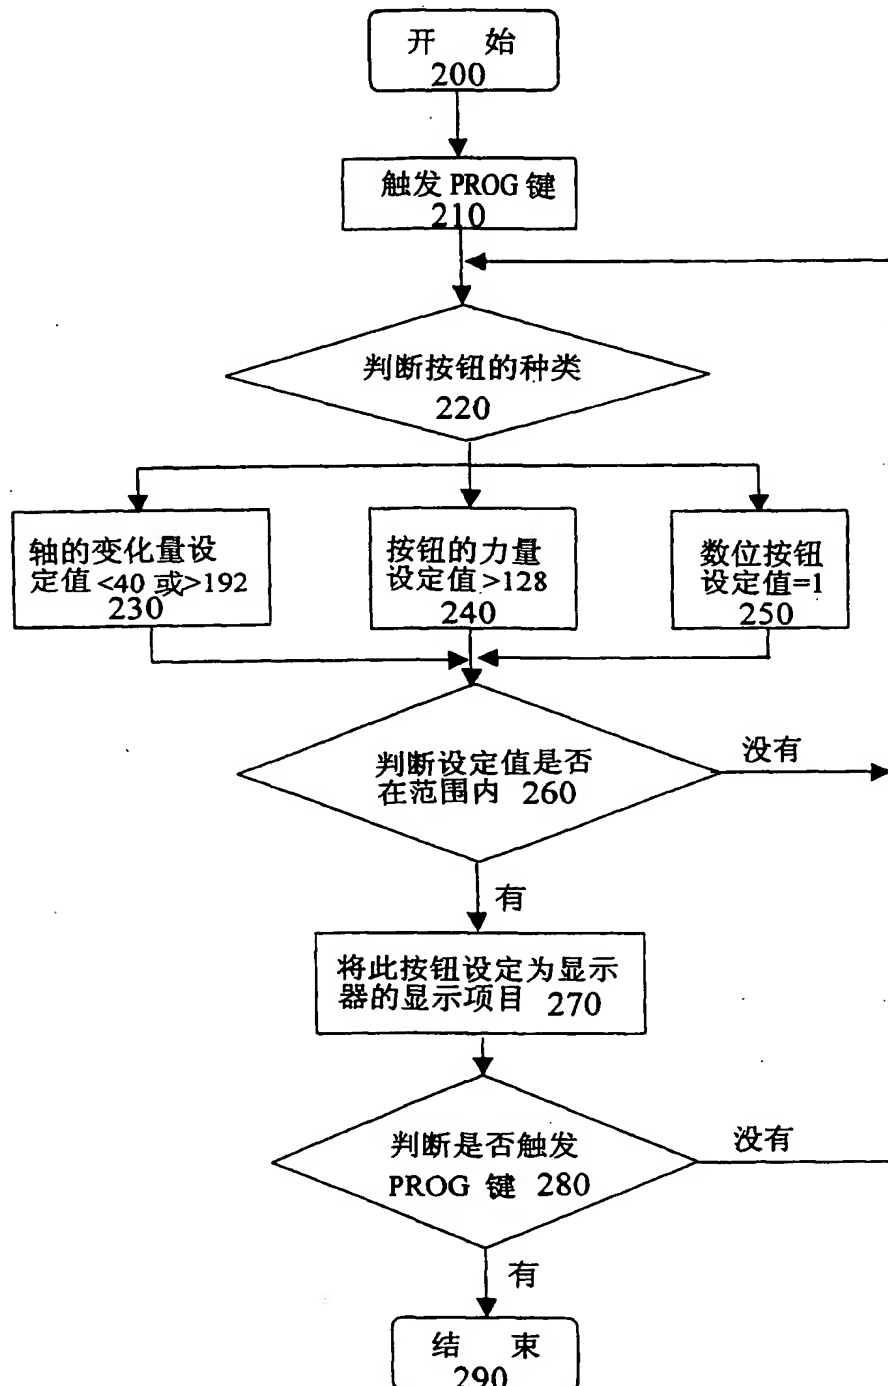 开 始
200
触发 PROG 键
210
判断按钮的种类
220
轴的变化量设
定值<40 或>192
230
按钮的力量
设定值>128
240
数位按钮
设定值=1
250
判断设定值是否
在范围内 260
没有
有
将此按钮设定为显示
器的显示项目 270
判断是否触发
PROG 键 280
没有
有
结 束
290